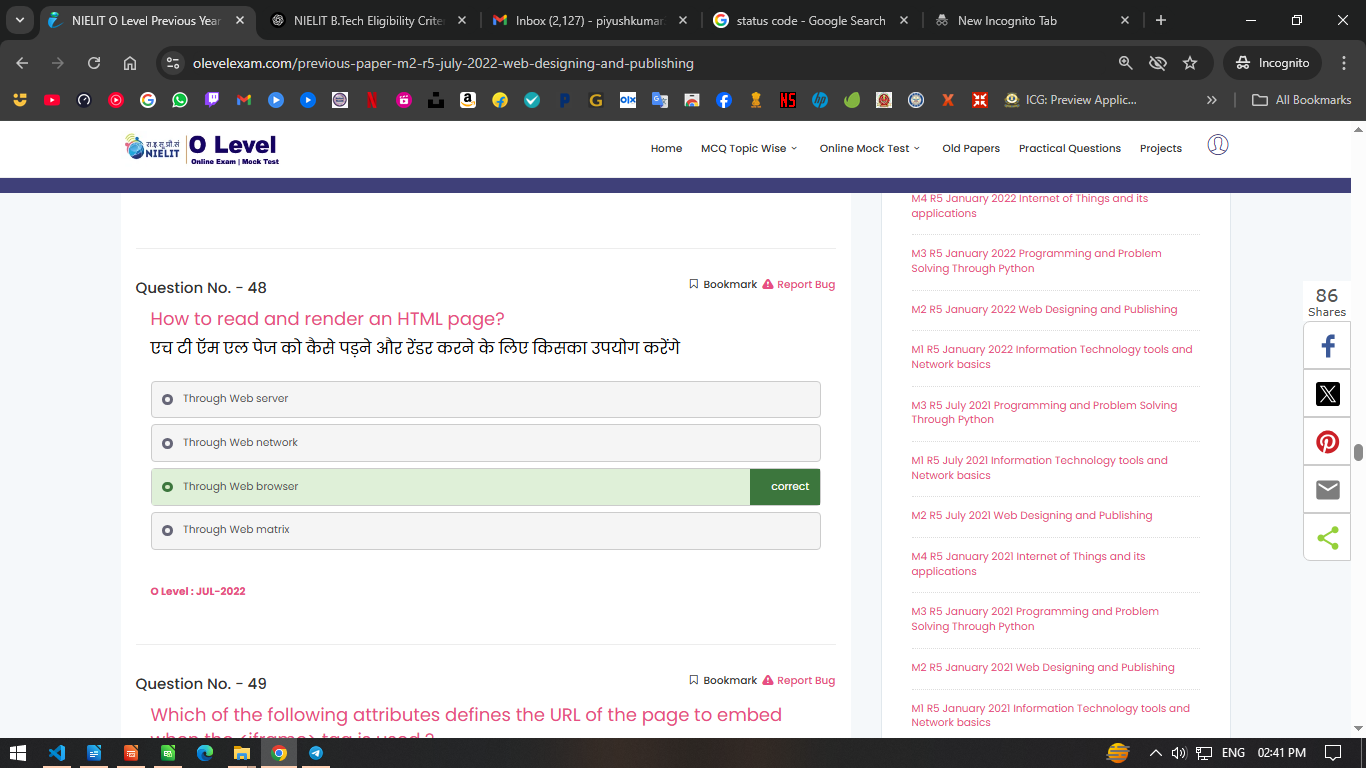 NIELIT O Level Previous Year
NIELIT B.Tech Eligibility Crite
Inbox (2,127) - piyushkumar
status code - Google Search
New Incognito Tab
olevelexam.com/previous-paper-m2-r5-july-2022-web-designing-and-publishing
Incognito
ICG: Preview Applic...
All Bookmarks
रा.इ.सू.प्रौ.सं
NIELIT
O Level
Online Exam | Mock Test
Home
MCQ Topic Wise
Online Mock Test
Old Papers
Practical Questions
Projects
Question No. - 48
Bookmark
Report Bug
How to read and render an HTML page?
एच टी ऍम एल पेज को कैसे पड़ने और रेंडर करने के लिए किसका उपयोग करेंगे
Through Web server
Through Web network
Through Web browser
correct
Through Web matrix
O Level : JUL-2022
Question No. - 49
Bookmark
Report Bug
Which of the following attributes defines the URL of the page to embed
when the <iframe> tag is used ?
M4 R5 January 2022 Internet of Things and its
applications
M3 R5 January 2022 Programming and Problem
Solving Through Python
M2 R5 January 2022 Web Designing and Publishing
M1 R5 January 2022 Information Technology tools and
Network basics
M3 R5 July 2021 Programming and Problem Solving
Through Python
M1 R5 July 2021 Information Technology tools and
Network basics
M2 R5 July 2021 Web Designing and Publishing
M4 R5 January 2021 Internet of Things and its
applications
M3 R5 January 2021 Programming and Problem
Solving Through Python
M2 R5 January 2021 Web Designing and Publishing
M1 R5 January 2021 Information Technology tools and
Network basics
86
Shares
ENG
02:41 PM